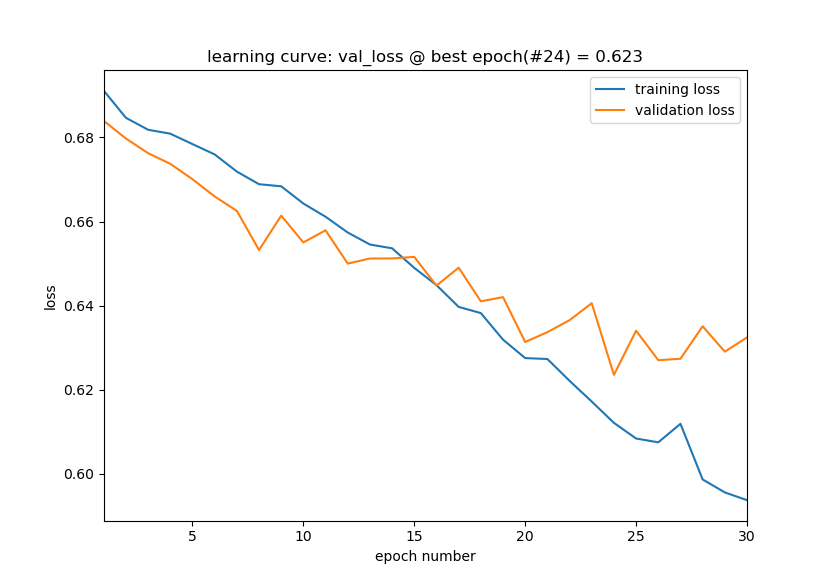 learning curve: val_loss @ best epoch(#24) = 0.623
training loss
validation loss
0.68
0.66
0.64
0.62
0.60
loss
5
10
15
20
25
30
epoch number